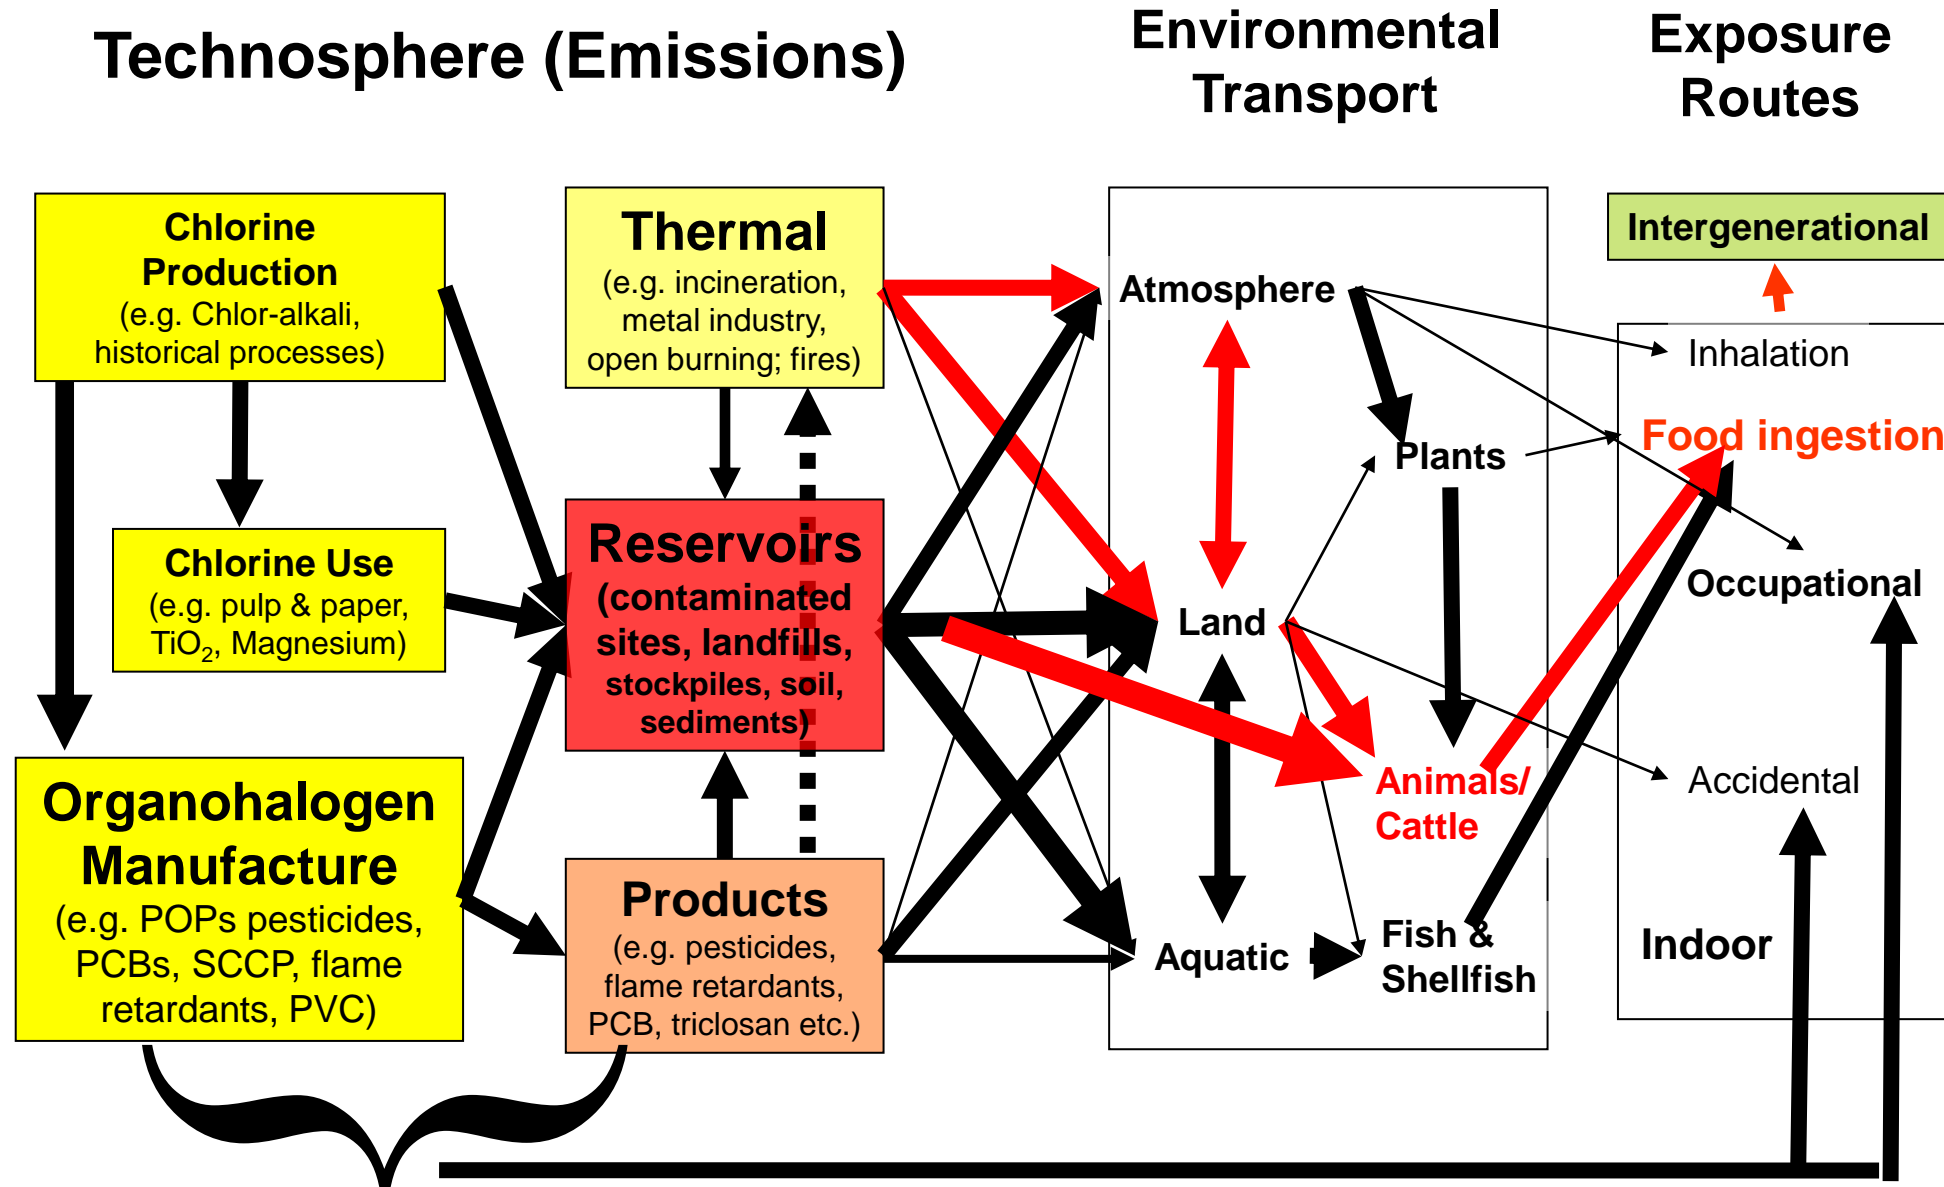 Technosphere (Emissions)
Environmental
Transport
Exposure
Routes
Chlorine
Production
(e.g. Chlor-alkali,
historical processes)
Chlorine Use
(e.g. pulp & paper,
TiO₂, Magnesium)
Organohalogen
Manufacture
(e.g. POPs pesticides,
PCBs, SCCP, flame
retardants, PVC)
Thermal
(e.g. incineration,
metal industry,
open burning; fires)
Reservoirs
(contaminated
sites, landfills,
stockpiles, soil,
sediments)
Products
(e.g. pesticides,
flame retardants,
PCB, triclosan etc.)
Atmosphere
Plants
Land
Animals/
Cattle
Aquatic
Fish &
Shellfish
Intergenerational
Inhalation
Food ingestion
Occupational
Accidental
Indoor